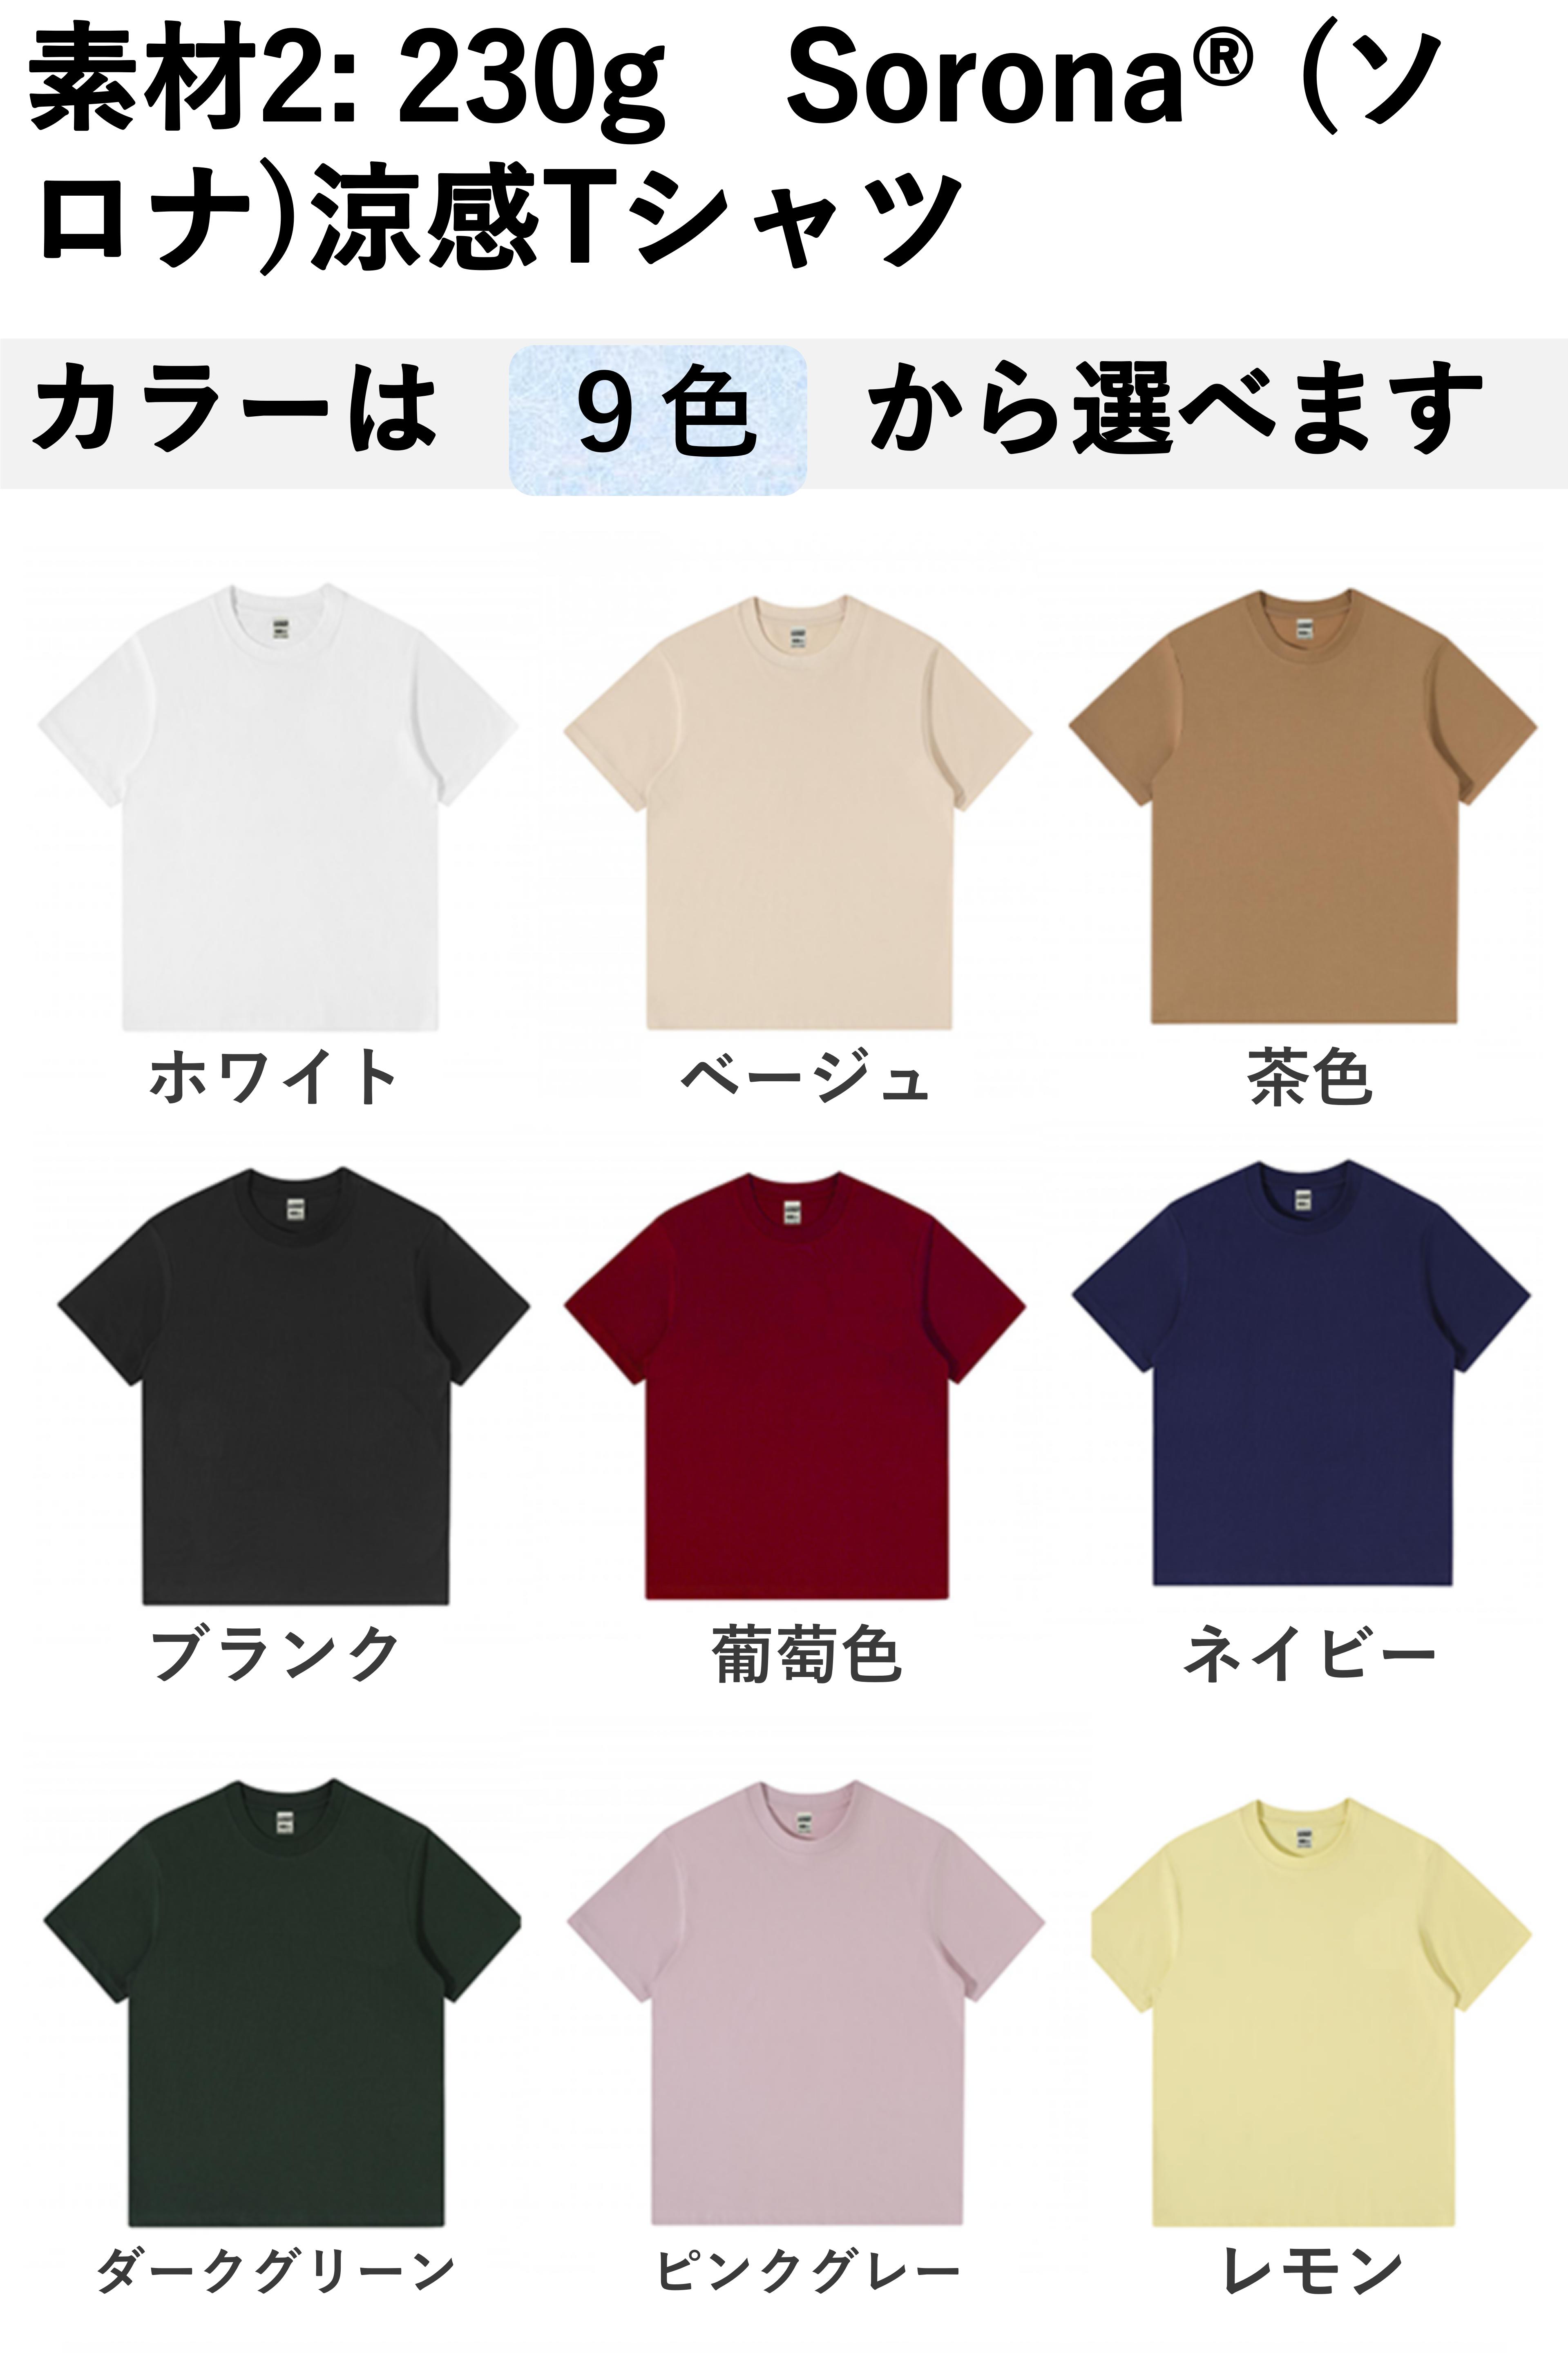 素材2: 230g　Sorona® (ソ
ロナ)涼感Tシャツ
カラーは　９色　から選べます
ホワイト　ベージュ　茶色
ブランク　葡萄色　ネイビー
ダークグリーン　ピンクグレー　レモン